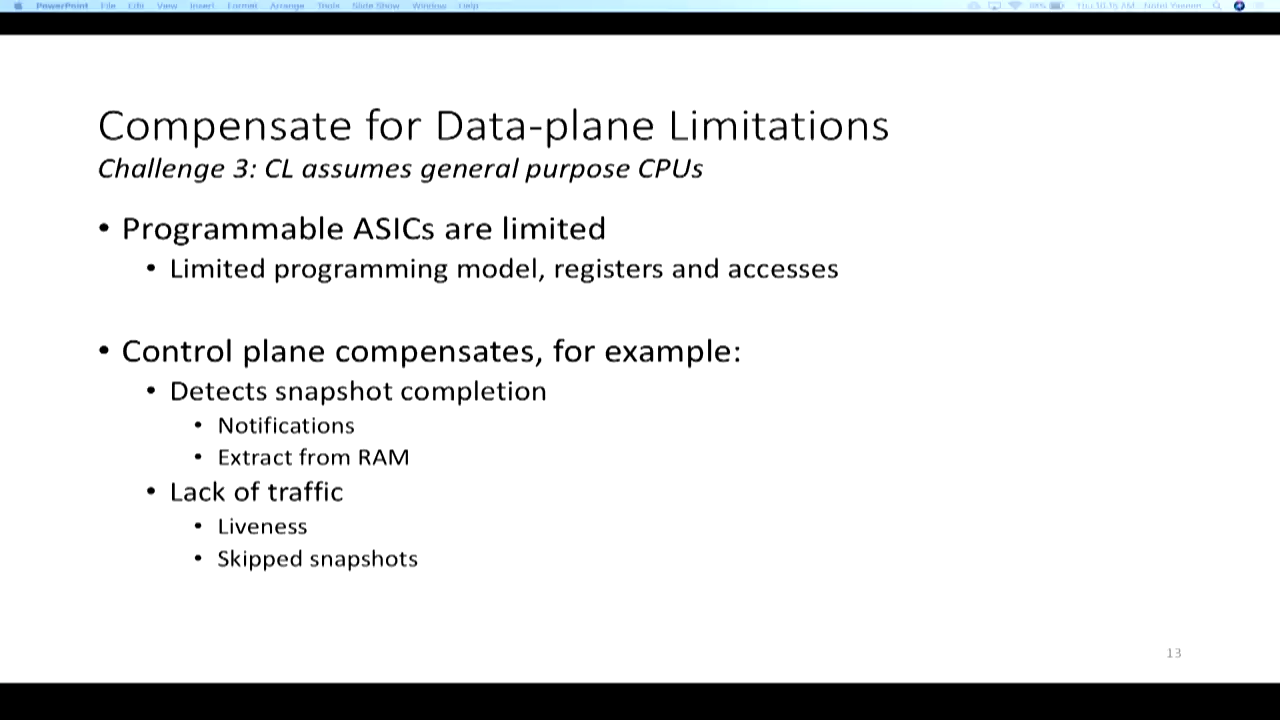 PowerPoint File Edit View Insert Format Arrange Tools Slide Show Window Help
Compensate for Data-plane Limitations
Challenge 3: CL assumes general purpose CPUs
• Programmable ASICs are limited
• Limited programming model, registers and accesses
• Control plane compensates, for example:
• Detects snapshot completion
• Notifications
• Extract from RAM
• Lack of traffic
• Liveness
• Skipped snapshots
13